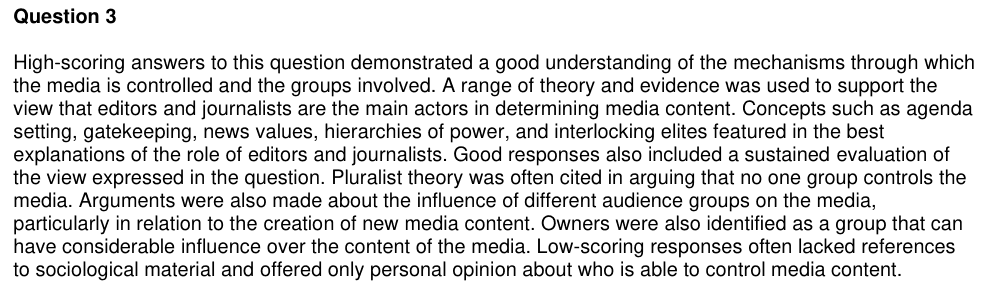 Question 3
High-scoring answers to this question demonstrated a good understanding of the mechanisms through which
the media is controlled and the groups involved. A range of theory and evidence was used to support the
view that editors and journalists are the main actors in determining media content. Concepts such as agenda
setting, gatekeeping, news values, hierarchies of power, and interlocking elites featured in the best
explanations of the role of editors and journalists. Good responses also included a sustained evaluation of
the view expressed in the question. Pluralist theory was often cited in arguing that no one group controls the
media. Arguments were also made about the influence of different audience groups on the media,
particularly in relation to the creation of new media content. Owners were also identified as a group that can
have considerable influence over the content of the media. Low-scoring responses often lacked references
to sociological material and offered only personal opinion about who is able to control media content.